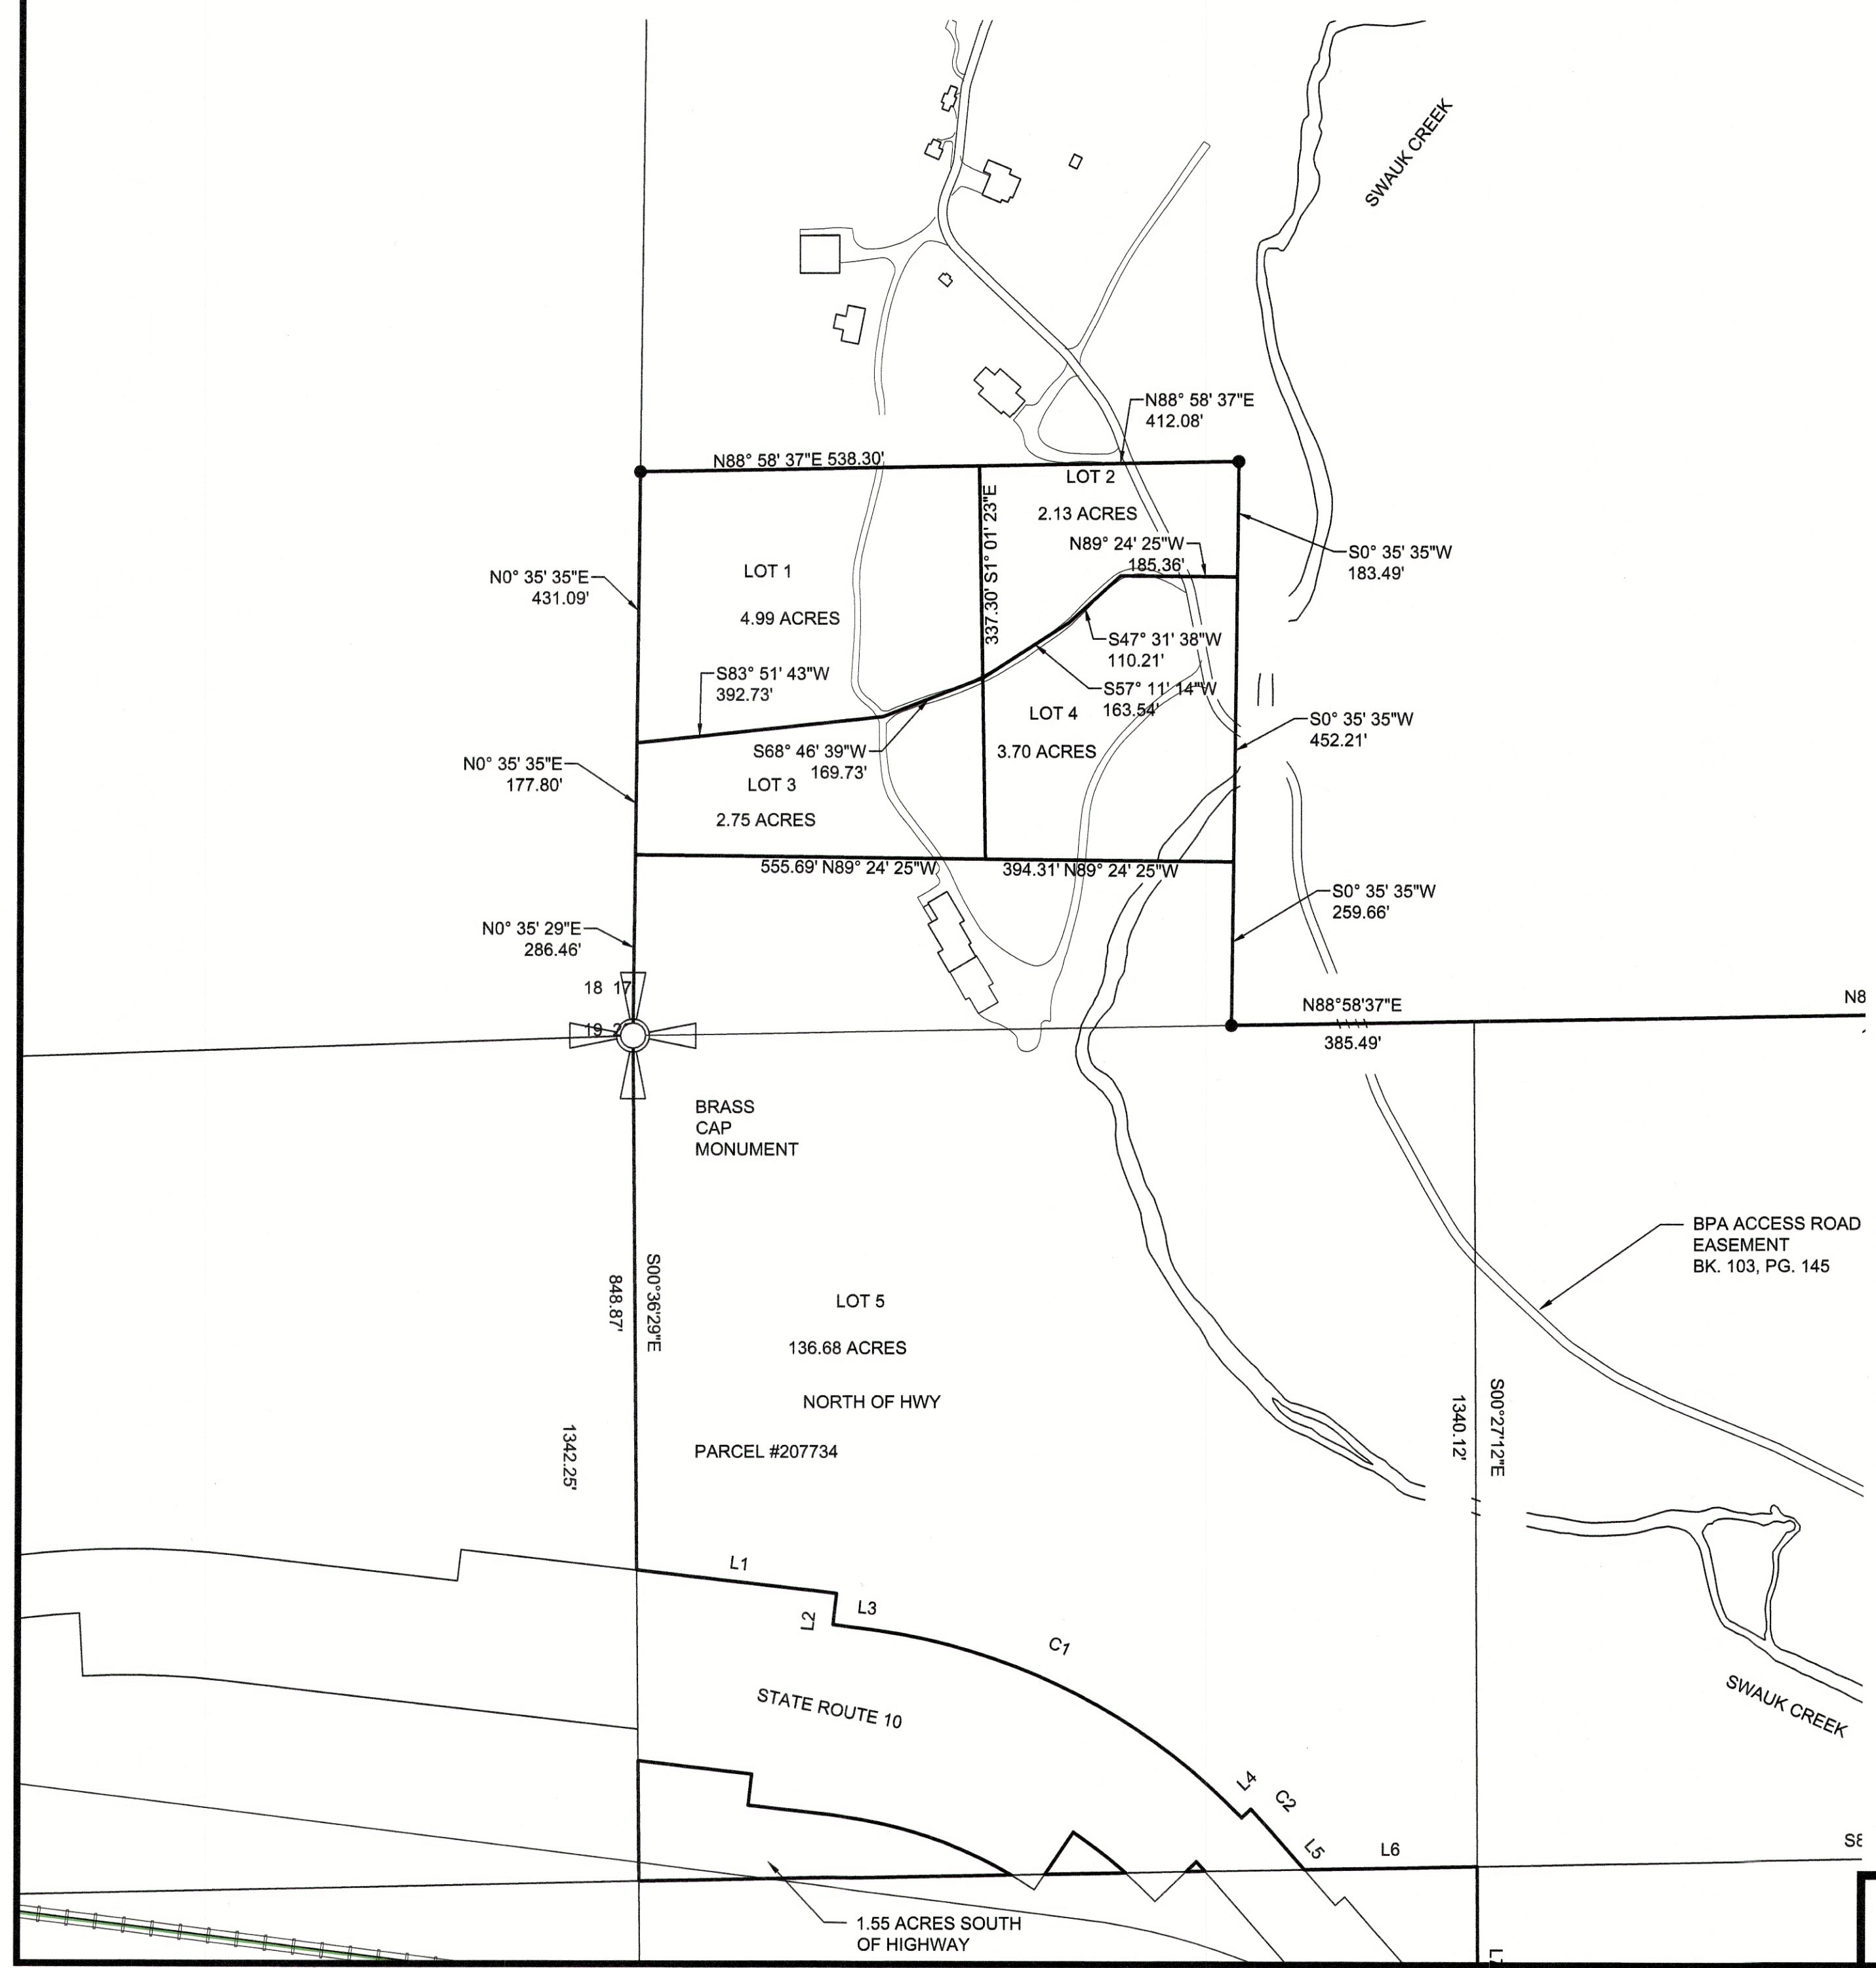 SWAUK CREEK
N88° 58' 37"E
412.08'
N88° 58' 37"E 538.30'
LOT 2
2.13 ACRES
337.30' S1° 01' 23"E
N89° 24' 25"W
185.36'
S0° 35' 35"W
183.49'
N0° 35' 35"E
431.09'
LOT 1
4.99 ACRES
S47° 31' 38"W
110.21'
S83° 51' 43"W
392.73'
S57° 11' 14"W
163.54'
LOT 4
3.70 ACRES
S0° 35' 35"W
452.21'
S68° 46' 39"W
169.73'
N0° 35' 35"E
177.80'
LOT 3
2.75 ACRES
555.69' N89° 24' 25"W
394.31' N89° 24' 25"W
S0° 35' 35"W
259.66'
N0° 35' 29"E
286.46'
18 17
19
N88°58'37"E
385.49'
N8
BRASS
CAP
MONUMENT
BPA ACCESS ROAD
EASEMENT
BK. 103, PG. 145
S00°36'29"E
848.87'
LOT 5
136.68 ACRES
NORTH OF HWY
PARCEL #207734
1342.25'
S00°27'12"E
1340.12'
L1
L2
L3
C1
STATE ROUTE 10
SWAUK CREEK
L4
C2
L5
L6
S8
1.55 ACRES SOUTH
OF HIGHWAY